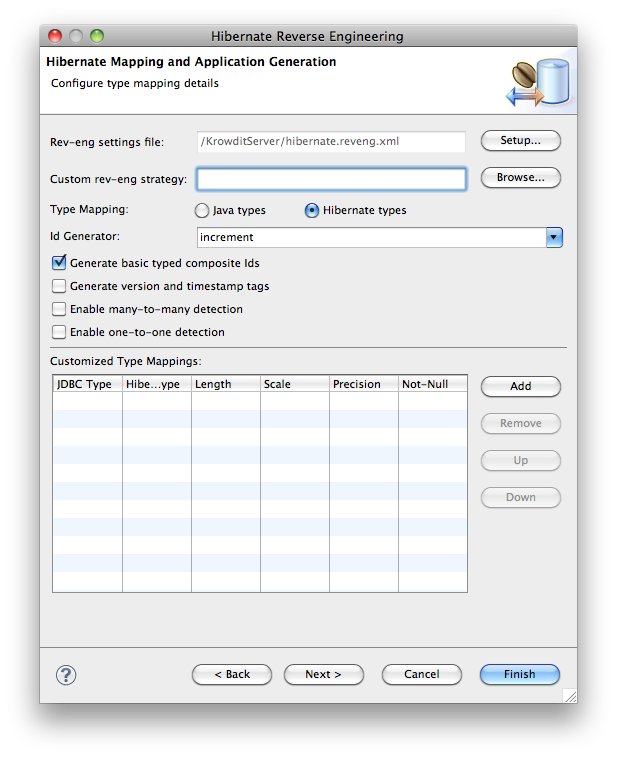 Hibernate Reverse Engineering
Hibernate Mapping and Application Generation
Configure type mapping details
Rev-eng settings file: /KrowditServer/hibernate.reveng.xml Setup...
Custom rev-eng strategy: Browse...
Type Mapping: Java types Hibernate types
Id Generator: increment
Generate basic typed composite Ids
Generate version and timestamp tags
Enable many-to-many detection
Enable one-to-one detection
Customized Type Mappings:
JDBC Type Hibe...ype Length Scale Precision Not-Null Add
Remove
Up
Down
? < Back Next > Cancel Finish